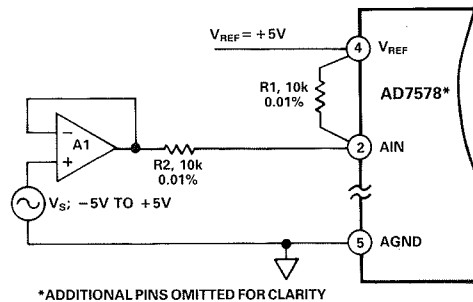 V_REF = +5V
4
V_REF
R1, 10k
0.01%
AD7578*
A1
−
+
R2, 10k
0.01%
2
AIN
V_S; −5V TO +5V
5
AGND
*ADDITIONAL PINS OMITTED FOR CLARITY